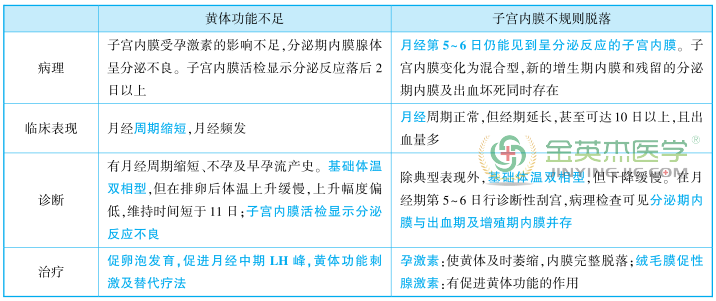 黄体功能不足
子宫内膜不规则脱落
病理
子宫内膜受孕激素的影响不足,分泌期内膜腺体
呈分泌不良。子宫内膜活检显示分泌反应落后 2
日以上
月经第 5~6 日仍能见到呈分泌反应的子宫内膜。子
宫内膜变化为混合型,新的增生期内膜和残留的分泌
期内膜及出血坏死同时存在
临床表现
月经周期缩短,月经频发
月经周期正常,但经期延长,甚至可达 10 日以上,且出
血量多
诊断
有月经周期缩短、不孕及早孕流产史。基础体温
双相型,但在排卵后体温上升缓慢,上升幅度偏
低,维持时间短于 11 日;子宫内膜活检显示分泌
反应不良
除典型表现外,基础体温双相型,但下降缓慢。在月
经期第 5~6 日行诊断性刮宫,病理检查可见分泌期内
膜与出血期及增殖期内膜并存
治疗
促卵泡发育,促进月经中期 LH 峰,黄体功能刺
激及替代疗法
孕激素:使黄体及时萎缩,内膜完整脱落;绒毛膜促性
腺激素:有促进黄体功能的作用
金英杰医学
JINYINGJIE.COM